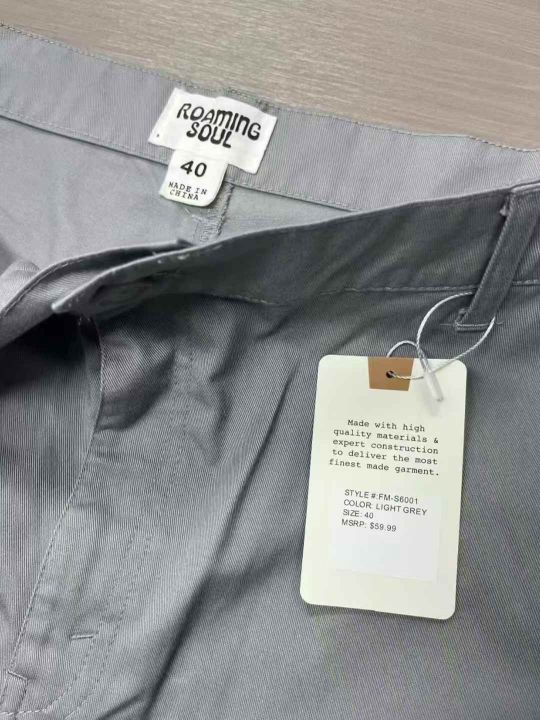 ROAMING
SOUL
40
MADE IN
CHINA
Made with high
quality materials &
expert construction
to deliver the most
finest made garment.
STYLE #:FM-S6001
COLOR: LIGHT GREY
SIZE: 40
MSRP: $59.99